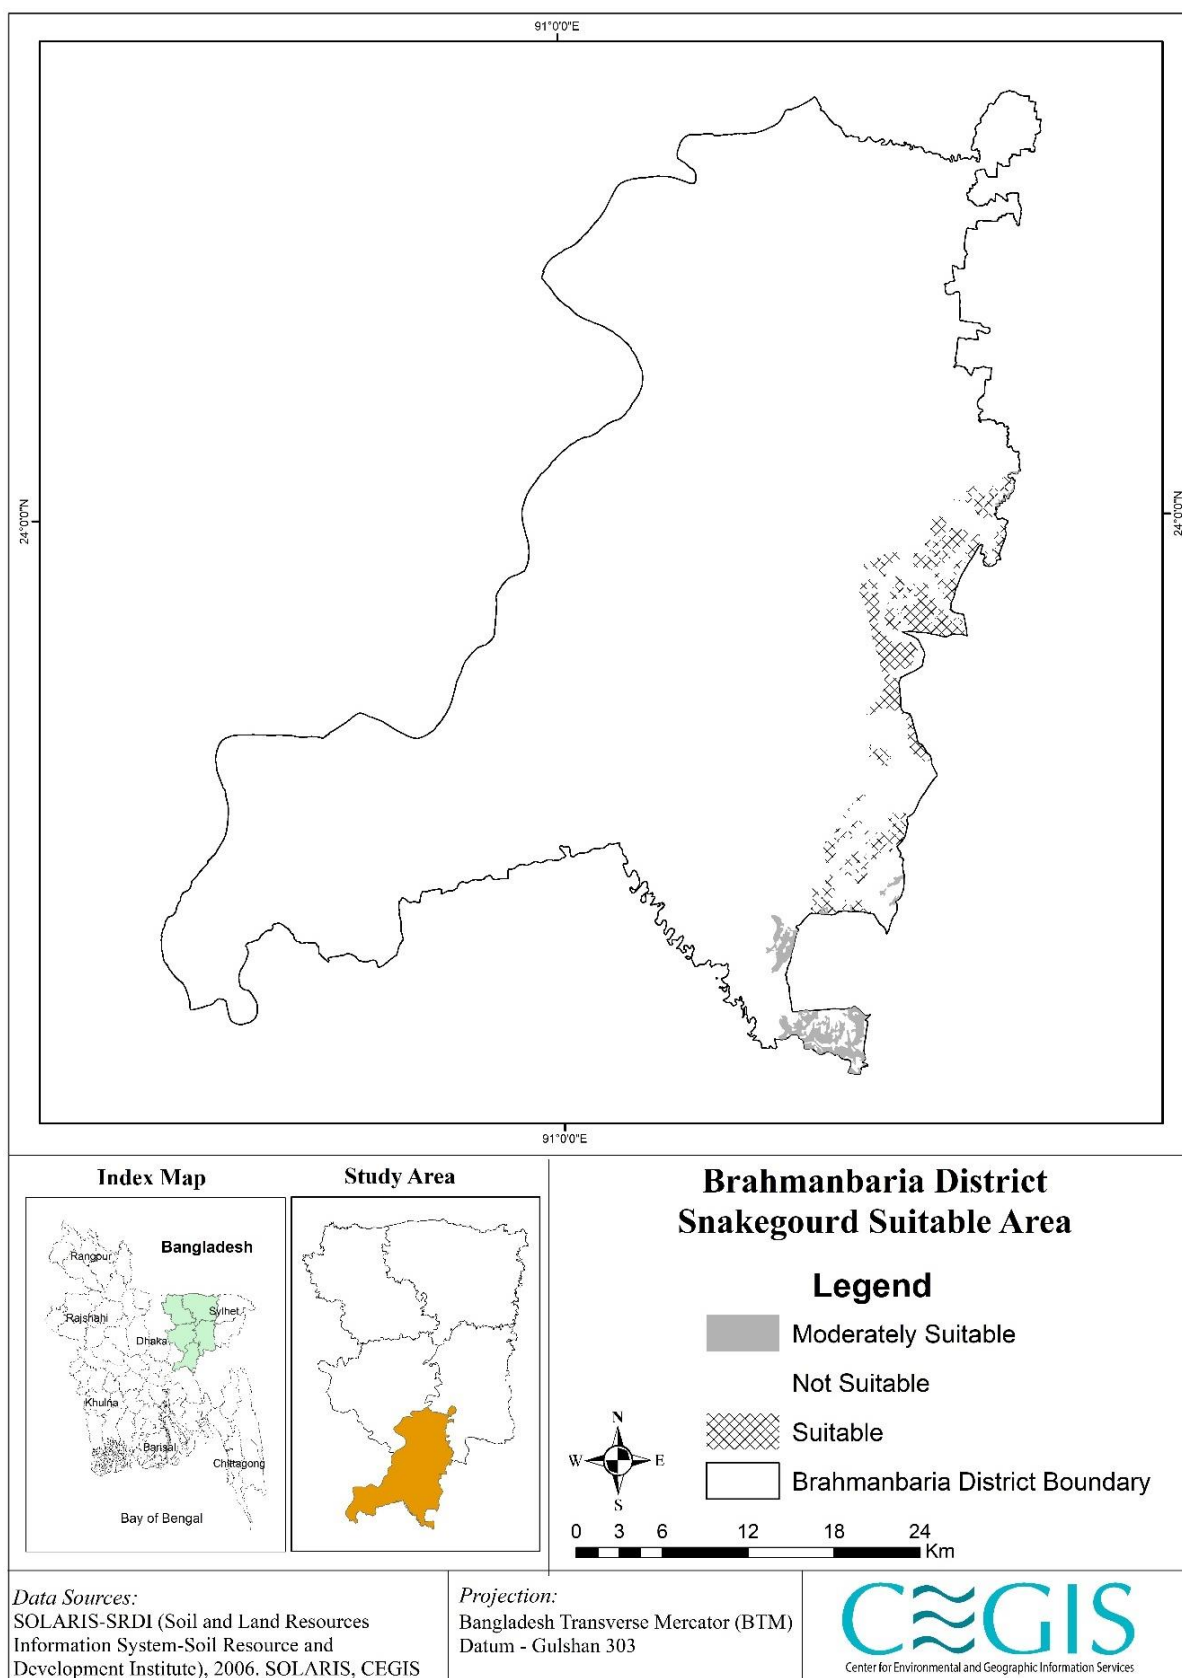 91°0'0"E
24°0'0"N
24°0'0"N
91°0'0"E
Index Map
Bangladesh
Rangpur
Rajshahi
Sylhet
Dhaka
Khulna
Barisal
Chittagong
Bay of Bengal
Study Area
Brahmanbaria District
Snakegourd Suitable Area
Legend
Moderately Suitable
Not Suitable
Suitable
Brahmanbaria District Boundary
N
W E
S
0 3 6 12 18 24
Km
Data Sources:
SOLARIS-SRDI (Soil and Land Resources
Information System-Soil Resource and
Development Institute), 2006. SOLARIS, CEGIS
Projection:
Bangladesh Transverse Mercator (BTM)
Datum - Gulshan 303
CEGIS
Center for Environmental and Geographic Information Services